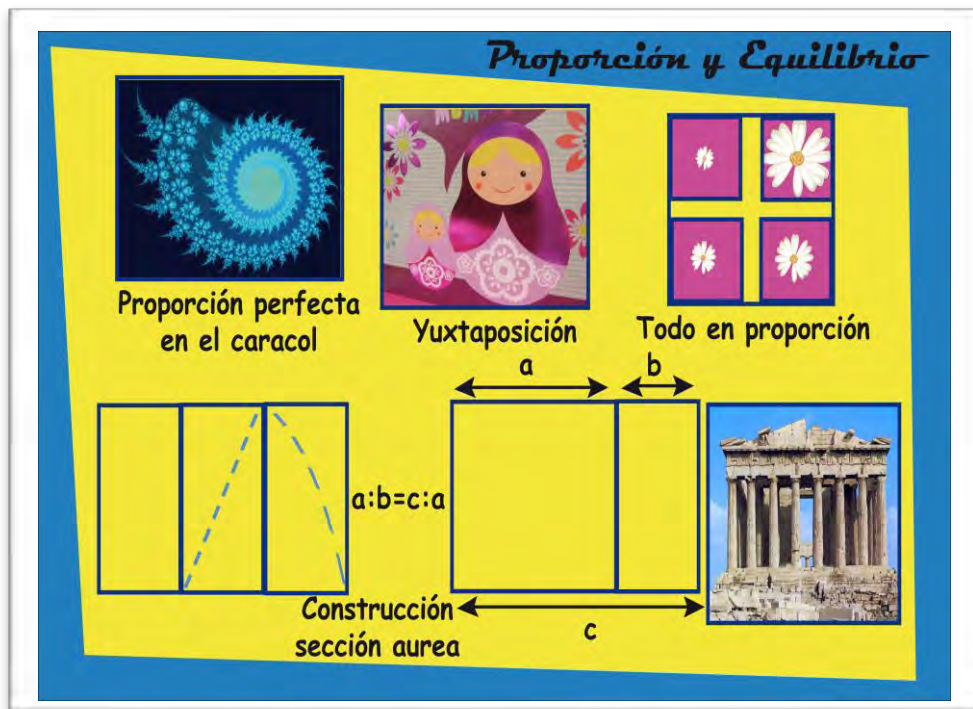 Proporción y Equilibrio
Proporción perfecta
en el caracol
Yuxtaposición
Todo en proporción
a
b
a:b=c:a
Construcción
sección aurea
c